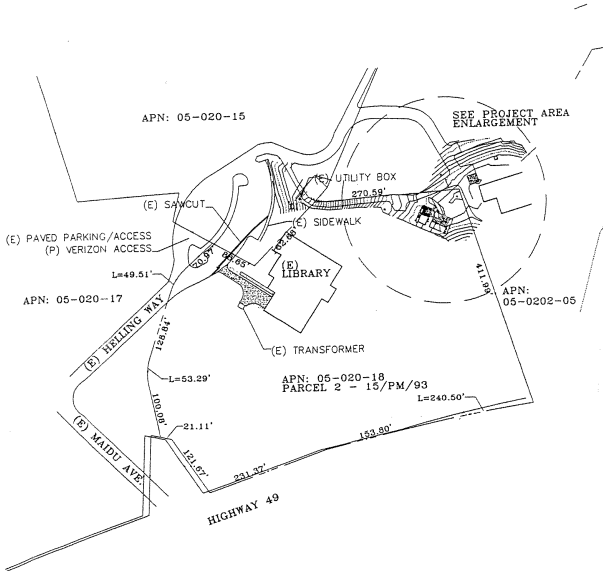 APN: 05-020-15
SEE PROJECT AREA
ENLARGEMENT
(E) UTILITY BOX
270.59'
(E) SAWCUT
(E) SIDEWALK
(E) PAVED PARKING/ACCESS
(P) VERIZON ACCESS
70.97'
(E)
LIBRARY
L=49.51'
411.99'
APN:
05-0202-05
APN: 05-020-17
(E) HELLING WAY
128.84'
(E) TRANSFORMER
L=53.29'
APN: 05-020-18
PARCEL 2 - 15/PM/93
L=240.50'
100.08'
21.11'
153.80'
(E) MAIDU AVE.
121.67'
231.37'
HIGHWAY 49